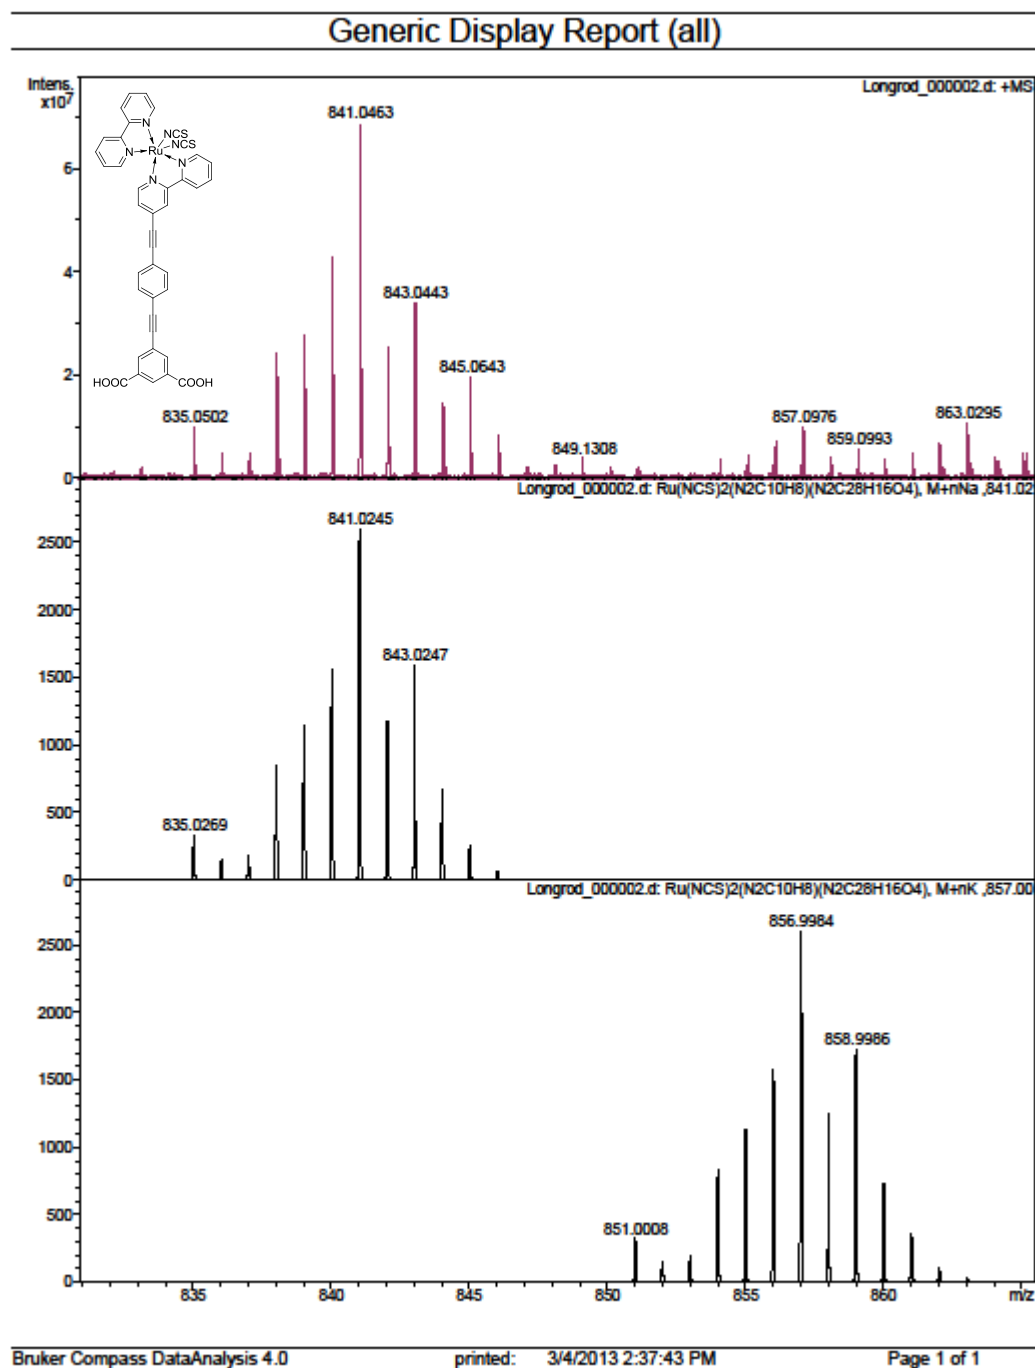 Generic Display Report (all)
Intens.
x10⁷
Longrod_000002.d: +MS
841.0463
NCS
NCS
N
N
Ru
N
N
6
4
843.0443
845.0643
2
HOOC
COOH
835.0502
849.1308
857.0976
859.0993
863.0295
0
Longrod_000002.d: Ru(NCS)2(N2C10H8)(N2C28H16O4), M+nNa ,841.02
841.0245
2500
2000
843.0247
1500
1000
500
835.0269
0
Longrod_000002.d: Ru(NCS)2(N2C10H8)(N2C28H16O4), M+nK ,857.00
856.9984
2500
2000
858.9986
1500
1000
500
851.0008
0
835 840 845 850 855 860 m/z
Bruker Compass DataAnalysis 4.0 printed: 3/4/2013 2:37:43 PM Page 1 of 1